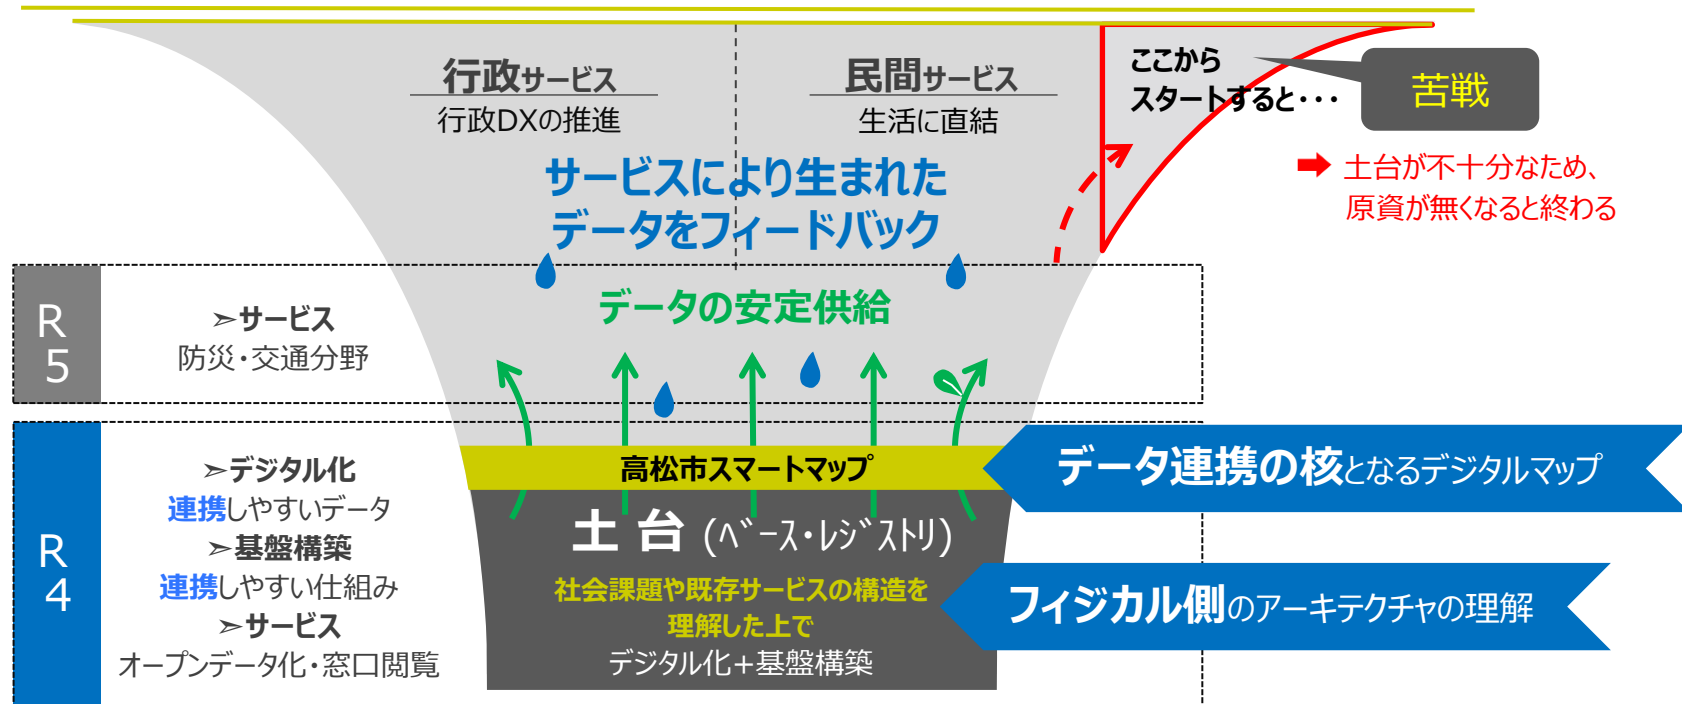 行政サービス
行政DXの推進
民間サービス
生活に直結
ここから
スタートすると・・・
苦戦
土台が不十分なため、
原資が無くなると終わる
サービスにより生まれた
データをフィードバック
R
5
➣サービス
防災・交通分野
データの安定供給
R
4
➣デジタル化
連携しやすいデータ
➣基盤構築
連携しやすい仕組み
➣サービス
オープンデータ化・窓口閲覧
高松市スマートマップ
データ連携の核となるデジタルマップ
土 台 (ﾍﾞｰｽ・ﾚｼﾞｽﾄﾘ)
社会課題や既存サービスの構造を
理解した上で
デジタル化+基盤構築
フィジカル側のアーキテクチャの理解